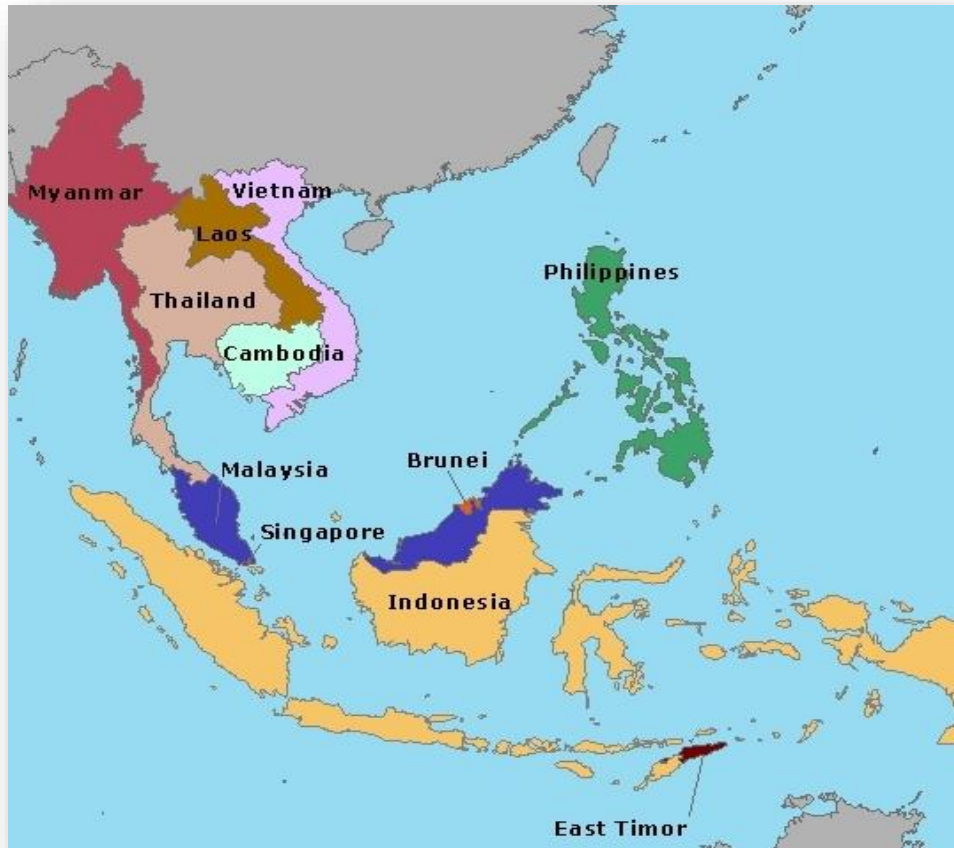 Myanmar
Vietnam
Laos
Philippines
Thailand
Cambodia
Brunei
Malaysia
Singapore
Indonesia
East Timor